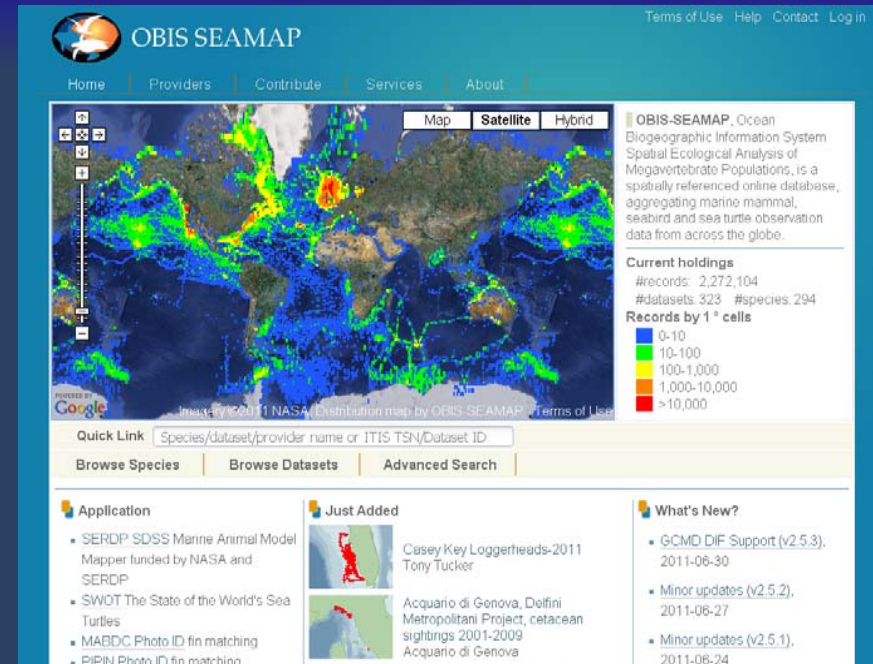 Terms of Use Help Contact Log in
OBIS SEAMAP
Home Providers Contribute Services About
Map Satellite Hybrid
OBIS-SEAMAP, Ocean
Biogeographic Information System
Spatial Ecological Analysis of
Megavertebrate Populations, is a
spatially referenced online database,
aggregating marine mammal,
seabird and sea turtle observation
data from across the globe.
Current holdings
#records: 2,272,104
#datasets: 323 #species: 294
Records by 1 ° cells
0-10
10-100
100-1,000
1,000-10,000
>10,000
POWERED BY
Google
Imagery ©2011 NASA, Distribution map by OBIS-SEAMAP - Terms of Use
Quick Link Species/dataset/provider name or ITIS TSN/Dataset ID
Browse Species Browse Datasets Advanced Search
Application
SERDP SDSS Marine Animal Model
Mapper funded by NASA and
SERDP
SWOT The State of the World's Sea
Turtles
MABDC Photo ID fin matching
PIPIN Photo ID fin matching
Just Added
Casey Key Loggerheads-2011
Tony Tucker
Acquario di Genova, Delfini
Metropolitani Project, cetacean
sightings 2001-2009
Acquario di Genova
What's New?
GCMD DIF Support (v2.5.3),
2011-06-30
Minor updates (v2.5.2),
2011-06-27
Minor updates (v2.5.1),
2011-06-24